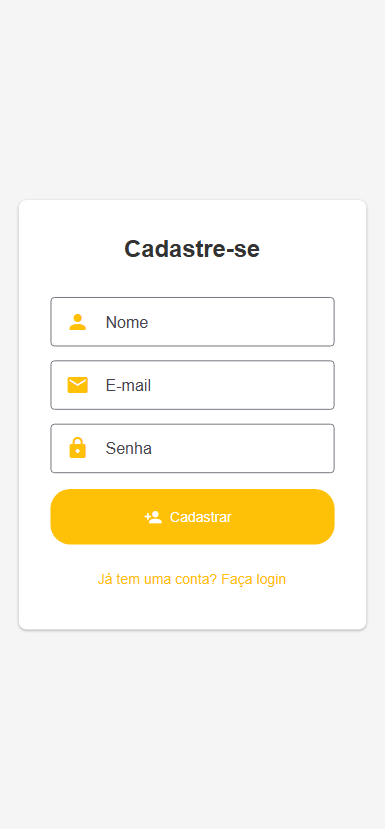 Cadastre-se
Nome
E-mail
Senha
Cadastrar
Já tem uma conta? Faça login